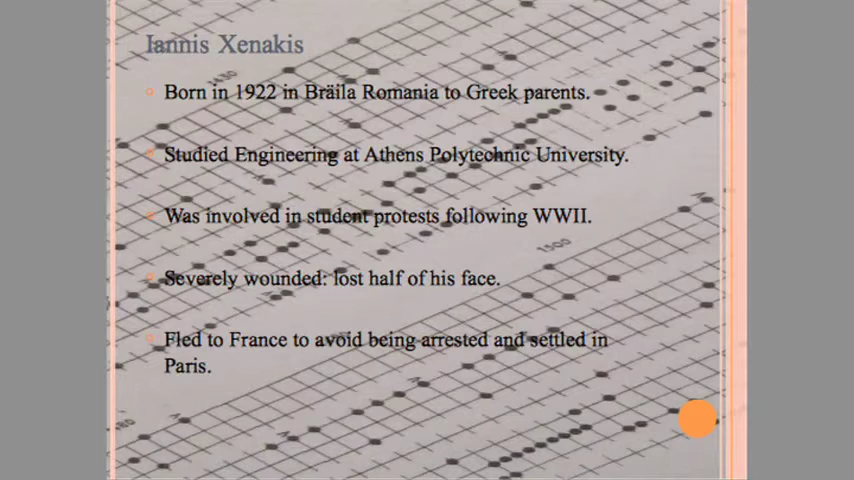 Iannis Xenakis
Born in 1922 in Bräila Romania to Greek parents.
Studied Engineering at Athens Polytechnic University.
Was involved in student protests following WWII.
Severely wounded: lost half of his face.
Fled to France to avoid being arrested and settled in
Paris.
1500